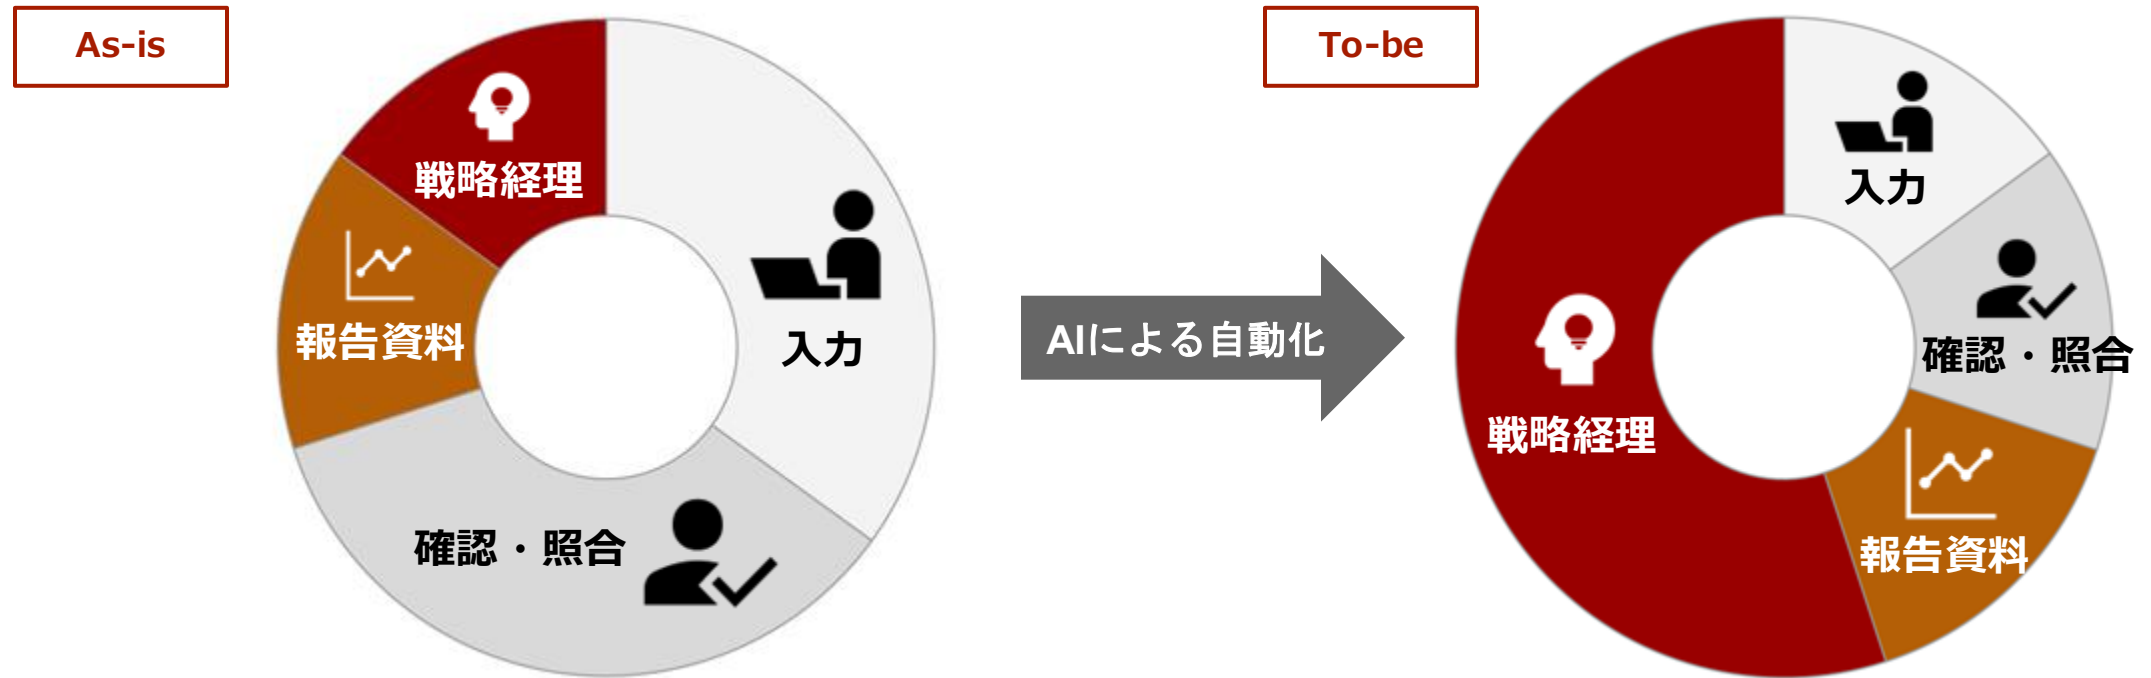 As-is
戦略経理
報告資料
入力
確認・照合
AIによる自動化
To-be
入力
確認・照合
戦略経理
報告資料